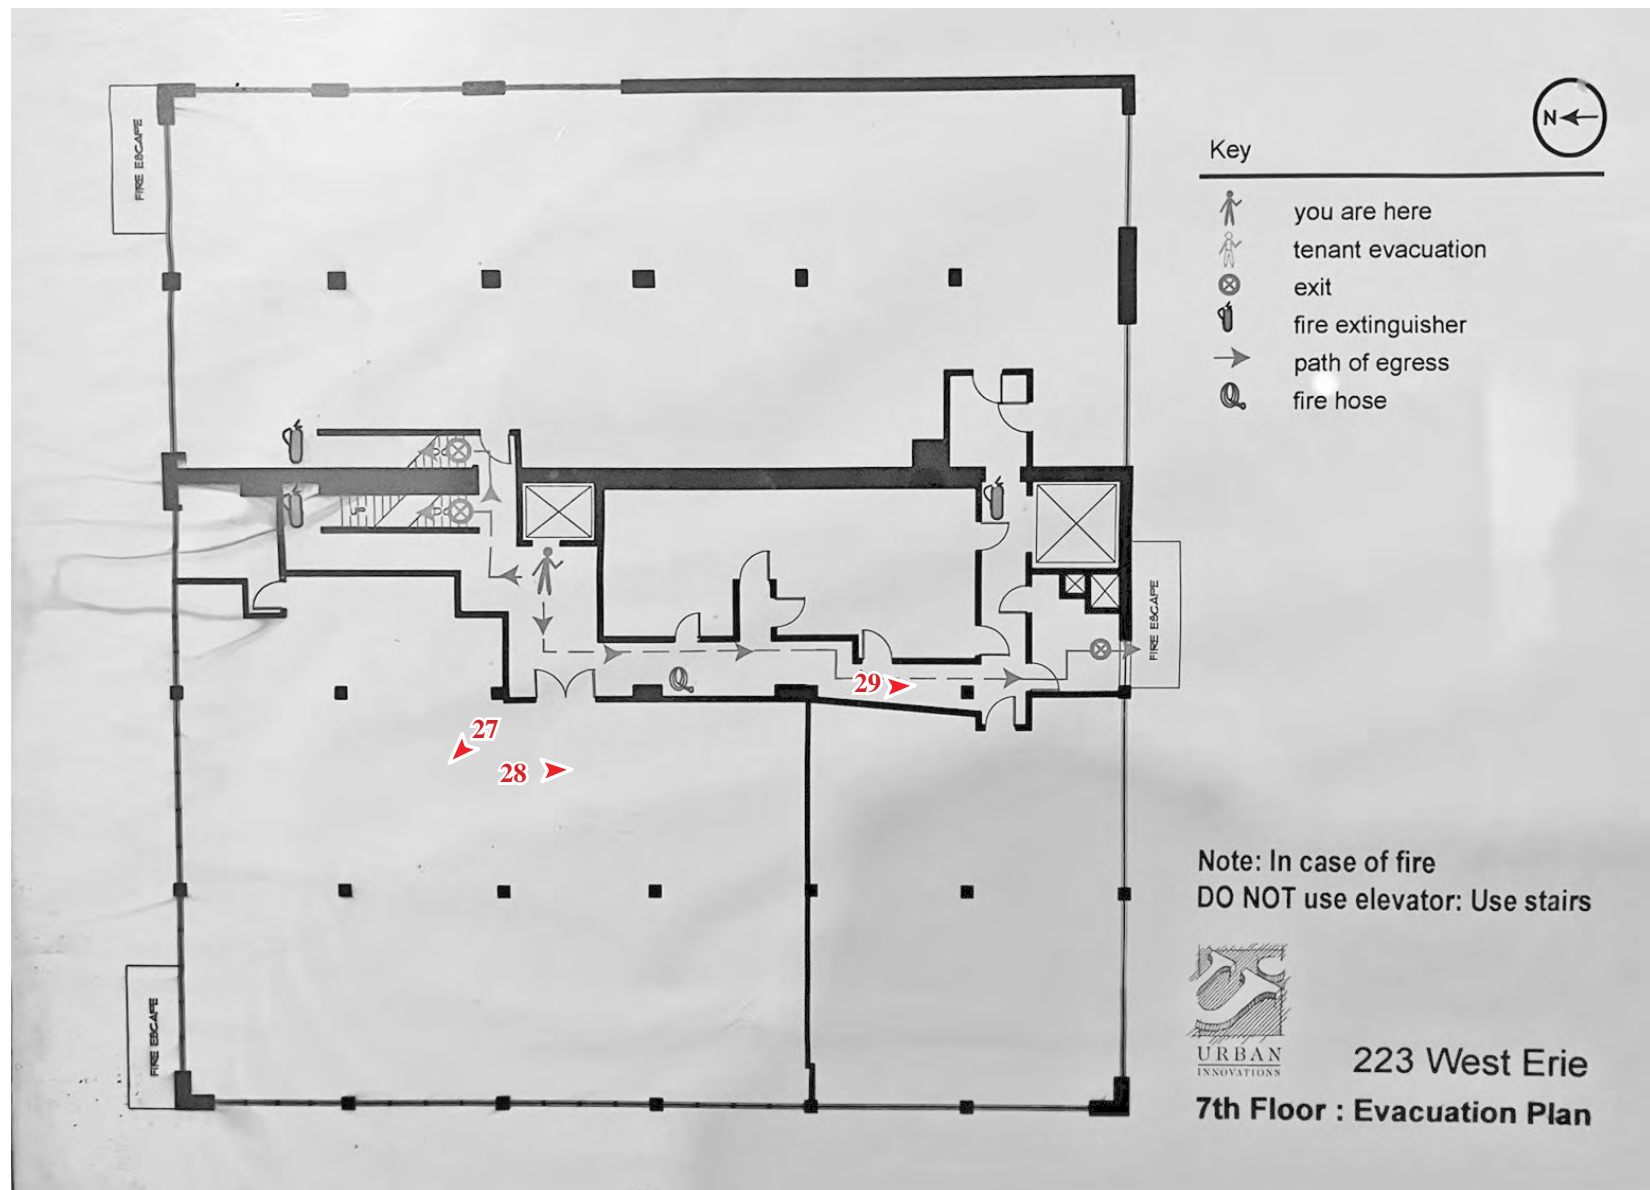 FIRE ESCAPE
N
Key
you are here
tenant evacuation
exit
fire extinguisher
path of egress
fire hose
FIRE ESCAPE
29
27
28
Note: In case of fire
DO NOT use elevator: Use stairs
FIRE ESCAPE
URBAN
INNOVATIONS
223 West Erie
7th Floor : Evacuation Plan